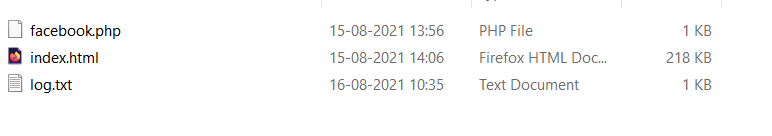 facebook.php 15-08-2021 13:56 PHP File 1 KB
index.html 15-08-2021 14:06 Firefox HTML Doc... 218 KB
log.txt 16-08-2021 10:35 Text Document 1 KB